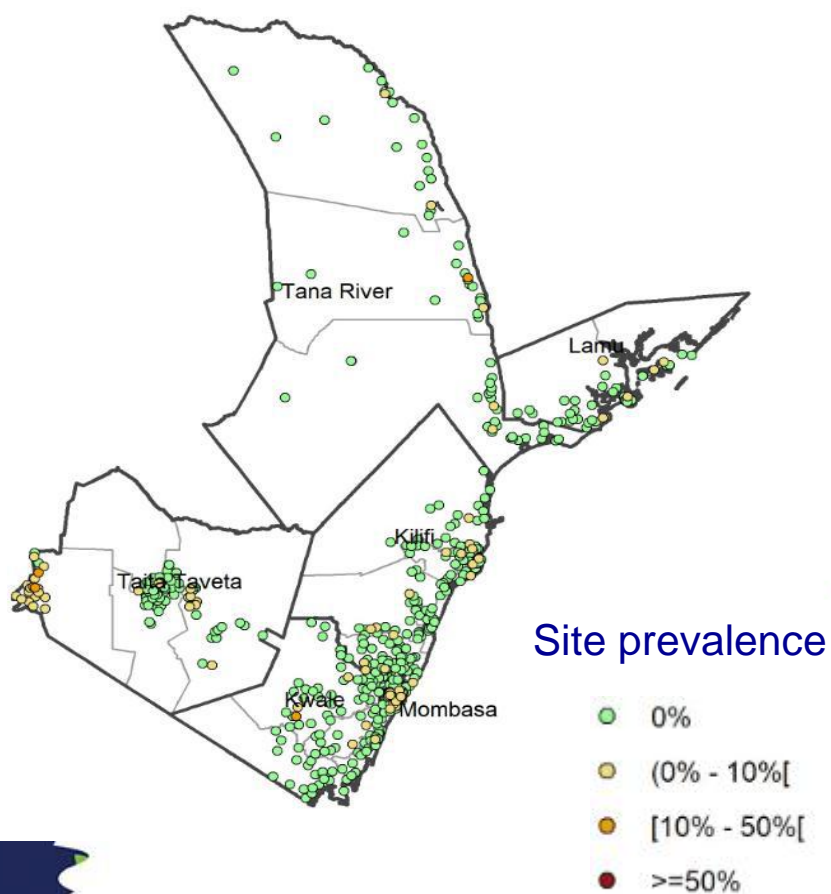 Tana River
Lamu
Kilifi
Taita Taveta
Kwale
Mombasa
Site prevalence
0%
(0% - 10%[
[10% - 50%[
>=50%